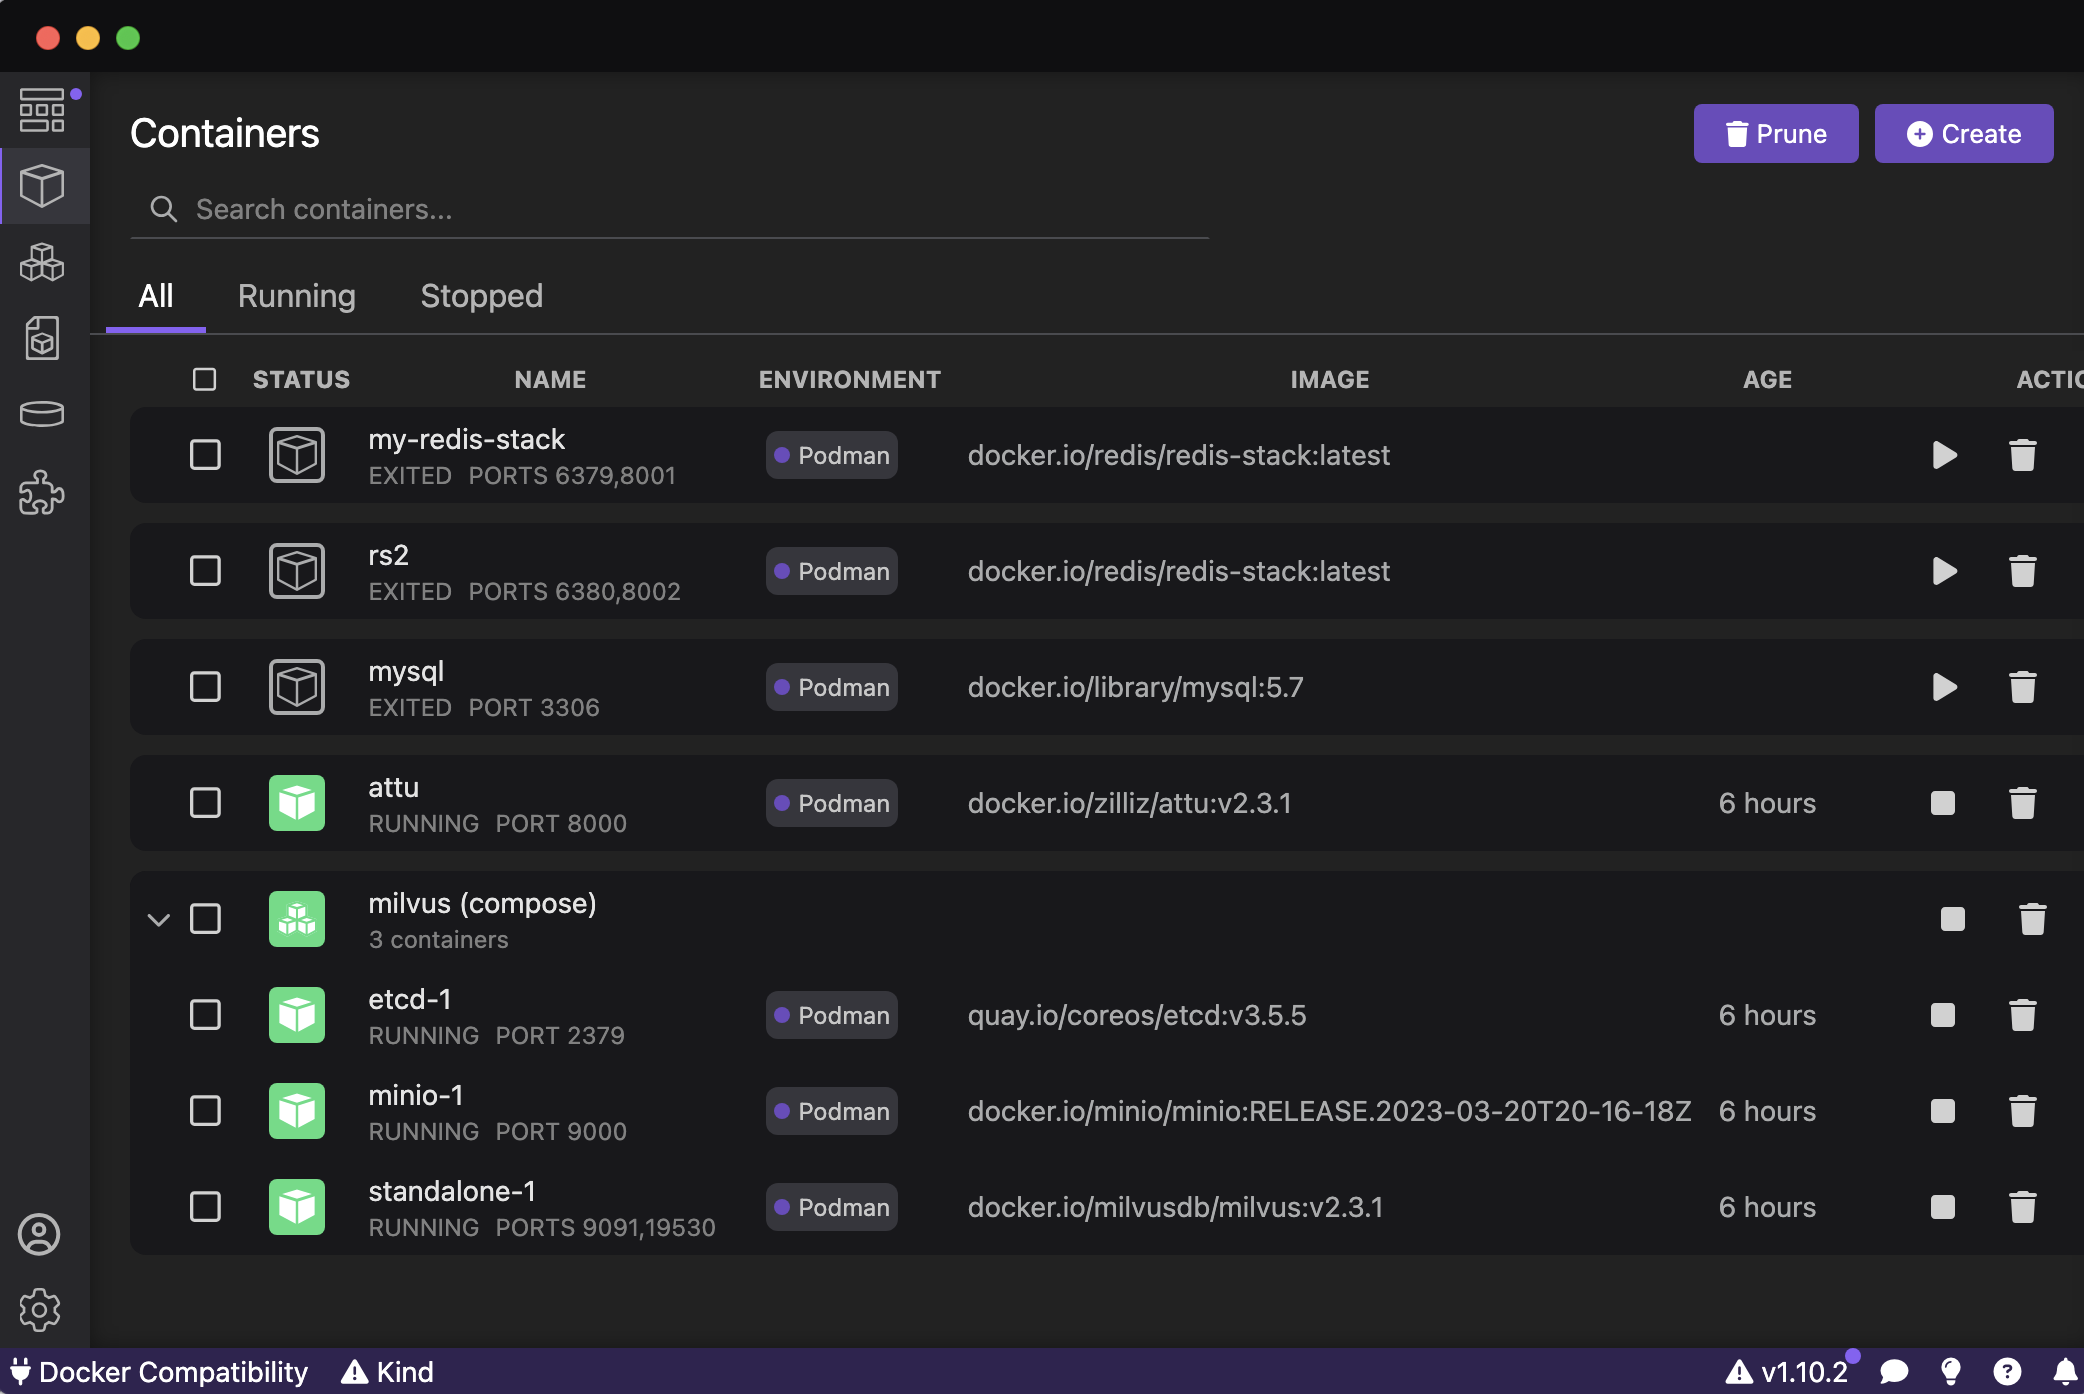 Containers
Prune
Create
Search containers...
All Running Stopped
STATUS NAME ENVIRONMENT IMAGE AGE ACTIO
my-redis-stack
EXITED PORTS 6379,8001
Podman
docker.io/redis/redis-stack:latest
rs2
EXITED PORTS 6380,8002
Podman
docker.io/redis/redis-stack:latest
mysql
EXITED PORT 3306
Podman
docker.io/library/mysql:5.7
attu
RUNNING PORT 8000
Podman
docker.io/zilliz/attu:v2.3.1
6 hours
milvus (compose)
3 containers
etcd-1
RUNNING PORT 2379
Podman
quay.io/coreos/etcd:v3.5.5
6 hours
minio-1
RUNNING PORT 9000
Podman
docker.io/minio/minio:RELEASE.2023-03-20T20-16-18Z
6 hours
standalone-1
RUNNING PORTS 9091,19530
Podman
docker.io/milvusdb/milvus:v2.3.1
6 hours
Docker Compatibility Kind v1.10.2